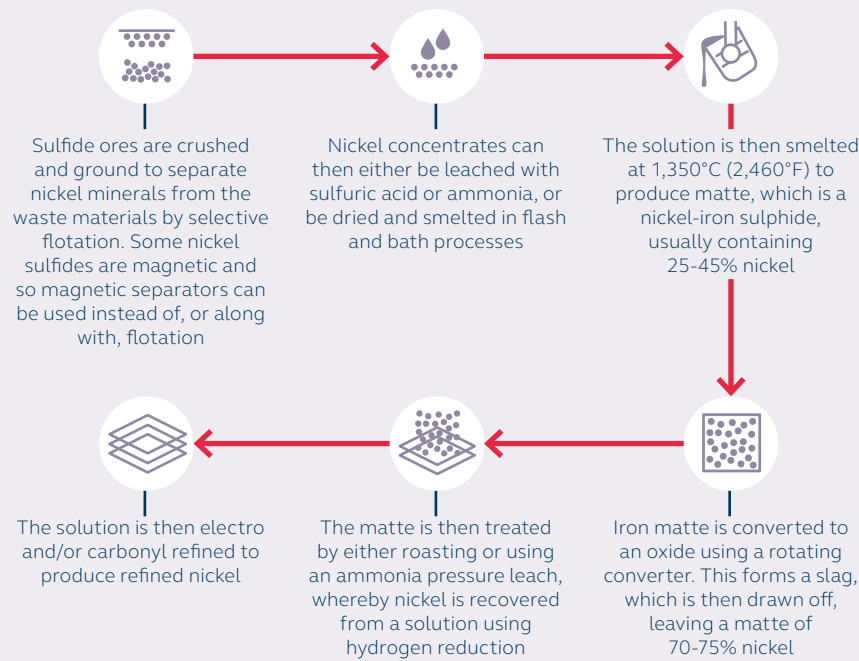 Sulfide ores are crushed
and ground to separate
nickel minerals from the
waste materials by selective
flotation. Some nickel
sulfides are magnetic and
so magnetic separators can
be used instead of, or along
with, flotation
Nickel concentrates can
then either be leached with
sulfuric acid or ammonia, or
be dried and smelted in flash
and bath processes
The solution is then smelted
at 1,350°C (2,460°F) to
produce matte, which is a
nickel-iron sulphide,
usually containing
25-45% nickel
Iron matte is converted to
an oxide using a rotating
converter. This forms a slag,
which is then drawn off,
leaving a matte of
70-75% nickel
The matte is then treated
by either roasting or using
an ammonia pressure leach,
whereby nickel is recovered
from a solution using
hydrogen reduction
The solution is then electro
and/or carbonyl refined to
produce refined nickel